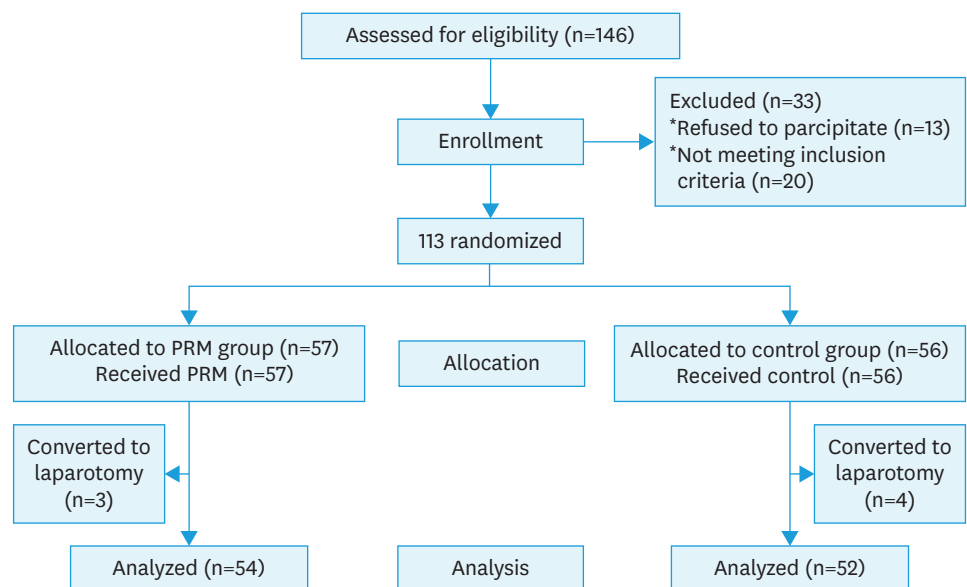 Assessed for eligibility (n=146)
Excluded (n=33)
*Refused to parcipitate (n=13)
*Not meeting inclusion
criteria (n=20)
Enrollment
113 randomized
Allocated to PRM group (n=57)
Received PRM (n=57)
Allocation
Allocated to control group (n=56)
Received control (n=56)
Converted to
laparotomy
(n=3)
Converted to
laparotomy
(n=4)
Analyzed (n=54)
Analysis
Analyzed (n=52)